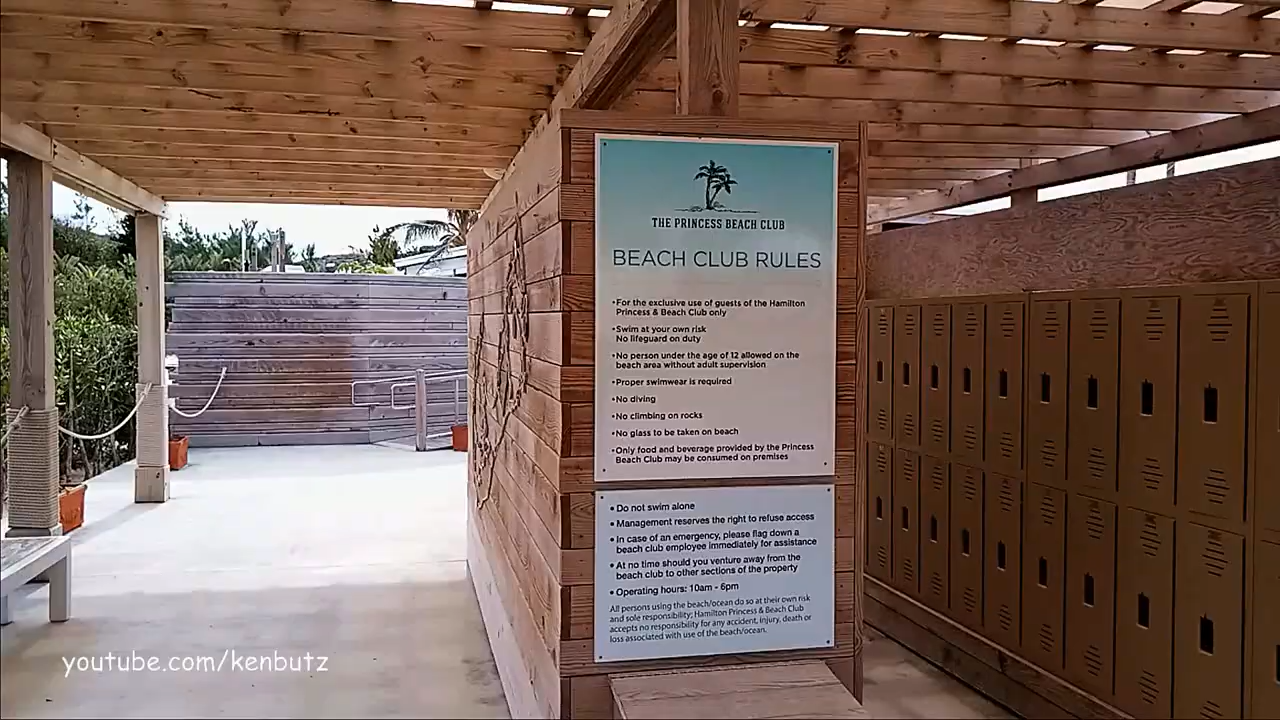 THE PRINCESS BEACH CLUB
BEACH CLUB RULES
•For the exclusive use of guests of the Hamilton
Princess & Beach Club only
•Swim at your own risk
No lifeguard on duty
•No person under the age of 12 allowed on the
beach area without adult supervision
•Proper swimwear is required
•No diving
•No climbing on rocks
•No glass to be taken on beach
•Only food and beverage provided by the Princess
Beach Club may be consumed on premises
• Do not swim alone
• Management reserves the right to refuse access
• In case of an emergency, please flag down a
beach club employee immediately for assistance
• At no time should you venture away from the
beach club to other sections of the property
• Operating hours: 10am - 6pm
All persons using the beach/ocean do so at their own risk
and sole responsibility; Hamilton Princess & Beach Club
accepts no responsibility for any accident, injury, death or
loss associated with use of the beach/ocean.
youtube.com/kenbutz